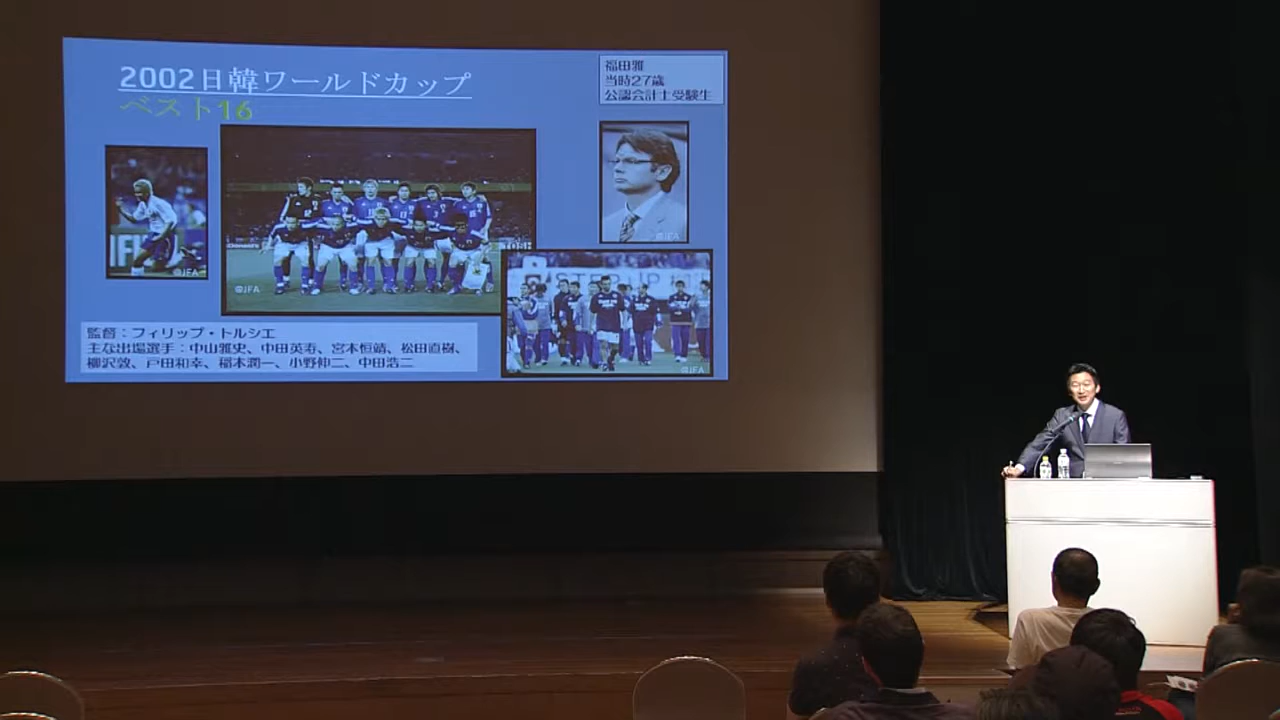 2002日韓ワールドカップ
ベスト16
福田雅
当時27歳
公認会計士受験生
@JFA
@JFA
@JFA
@JFA
監督：フィリップ・トルシエ
主な出場選手：中山雅史、中田英寿、宮本恒靖、松田直樹、
柳沢敦、戸田和幸、稲本潤一、小野伸二、中田浩二